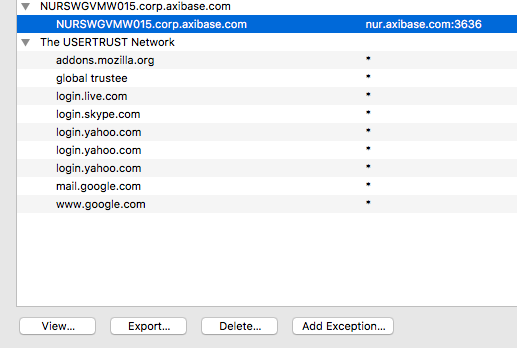 NURSWGVMW015.corp.axibase.com
NURSWGVMW015.corp.axibase.com nur.axibase.com:3636
The USERTRUST Network
addons.mozilla.org *
global trustee *
login.live.com *
login.skype.com *
login.yahoo.com *
login.yahoo.com *
login.yahoo.com *
mail.google.com *
www.google.com *
View... Export... Delete... Add Exception...